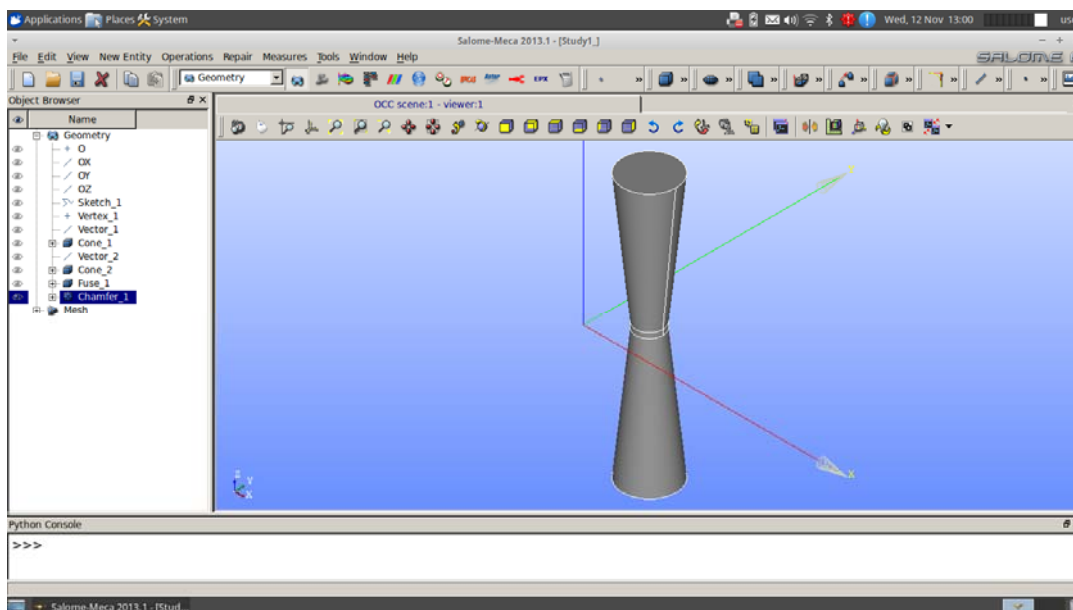 Applications Places System Wed, 12 Nov 13:00
Salome-Meca 2013.1 - [Study1_]
File Edit View New Entity Operations Repair Measures Tools Window Help
SALOME
Geometry
Object Browser
OCC scene:1 - viewer:1
Name
Geometry
O
OX
OY
OZ
Sketch_1
Vertex_1
Vector_1
Cone_1
Vector_2
Cone_2
Fuse_1
Chamfer_1
Mesh
X
Z
Y
X
Python Console
>>>
Salome-Meca 2013.1 - [Stud...